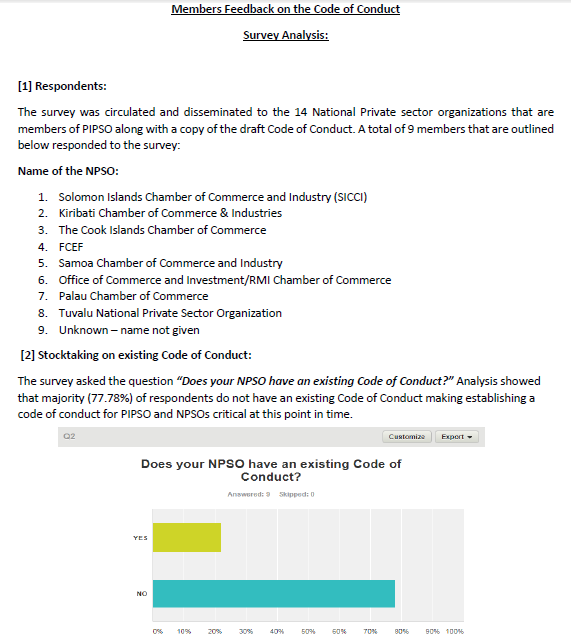 Members Feedback on the Code of Conduct
Survey Analysis:
[1] Respondents:
The survey was circulated and disseminated to the 14 National Private sector organizations that are
members of PIPSO along with a copy of the draft Code of Conduct. A total of 9 members that are outlined
below responded to the survey:
Name of the NPSO:
1. Solomon Islands Chamber of Commerce and Industry (SICCI)
2. Kiribati Chamber of Commerce & Industries
3. The Cook Islands Chamber of Commerce
4. FCEF
5. Samoa Chamber of Commerce and Industry
6. Office of Commerce and Investment/RMI Chamber of Commerce
7. Palau Chamber of Commerce
8. Tuvalu National Private Sector Organization
9. Unknown – name not given
[2] Stocktaking on existing Code of Conduct:
The survey asked the question "Does your NPSO have an existing Code of Conduct?" Analysis showed
that majority (77.78%) of respondents do not have an existing Code of Conduct making establishing a
code of conduct for PIPSO and NPSOs critical at this point in time.
Q2 Customize Export
Does your NPSO have an existing Code of
Conduct?
Answered: 9 Skipped: 0
YES
NO
0% 10% 20% 30% 40% 50% 60% 70% 80% 90% 100%